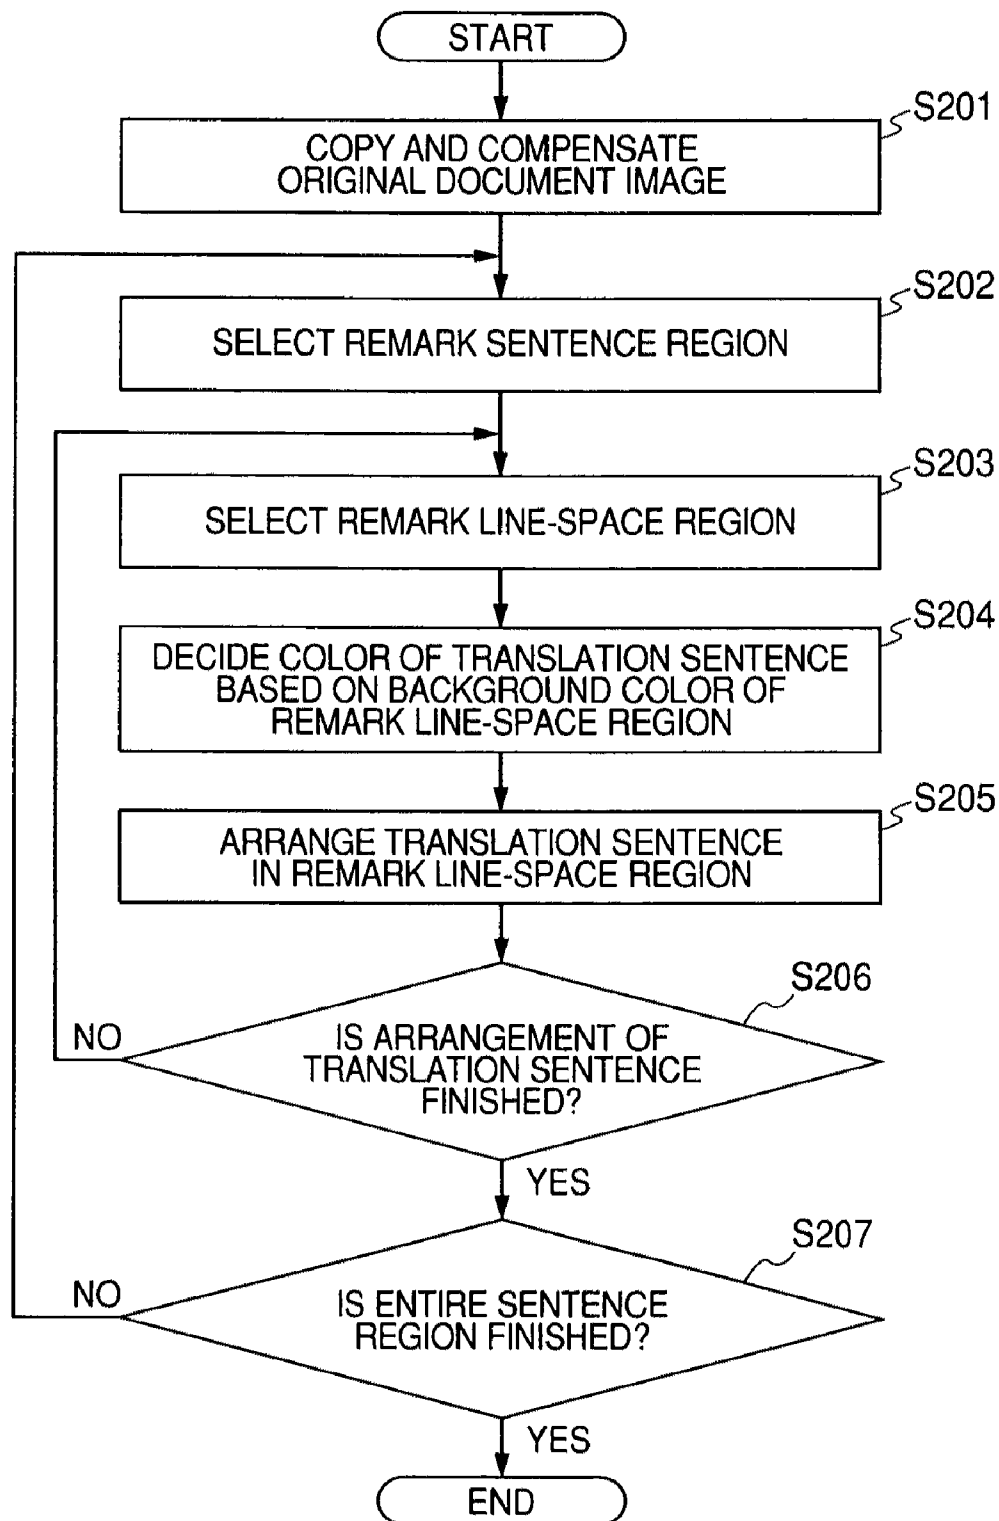 START
S201
COPY AND COMPENSATE
ORIGINAL DOCUMENT IMAGE
S202
SELECT REMARK SENTENCE REGION
S203
SELECT REMARK LINE-SPACE REGION
S204
DECIDE COLOR OF TRANSLATION SENTENCE
BASED ON BACKGROUND COLOR OF
REMARK LINE-SPACE REGION
S205
ARRANGE TRANSLATION SENTENCE
IN REMARK LINE-SPACE REGION
S206
NO
IS ARRANGEMENT OF
TRANSLATION SENTENCE
FINISHED?
YES
S207
NO
IS ENTIRE SENTENCE
REGION FINISHED?
YES
END